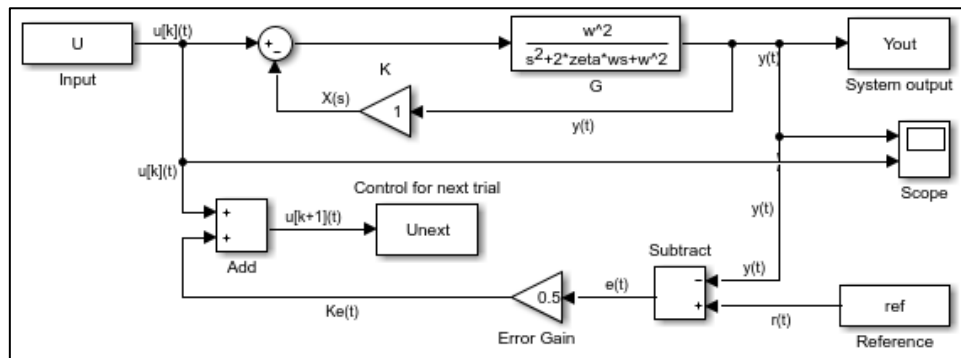 U
Input
u[k](t)
+
−
K
X(s)
1
w^2
s^2+2*zeta*ws+w^2
G
y(t)
y(t)
Yout
System output
Scope
u[k](t)
Control for next trial
+
+
Add
u[k+1](t)
Unext
y(t)
Subtract
−
+
y(t)
e(t)
0.5
Error Gain
Ke(t)
r(t)
ref
Reference